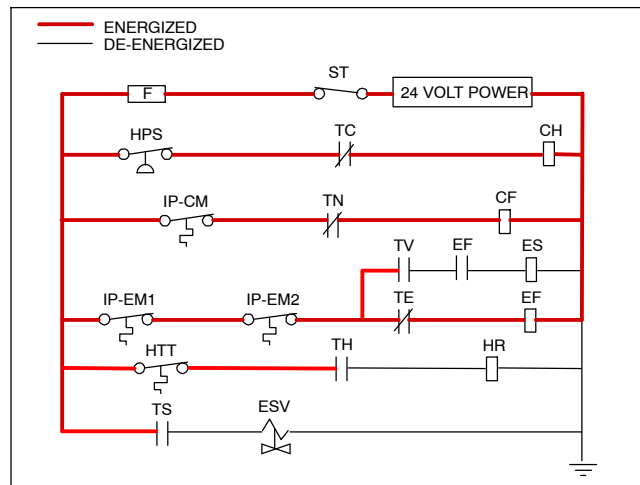 ENERGIZED
DE-ENERGIZED
F
ST
24 VOLT POWER
HPS
TC
CH
IP-CM
TN
CF
TV
EF
ES
IP-EM1
IP-EM2
TE
EF
HTT
TH
HR
TS
ESV